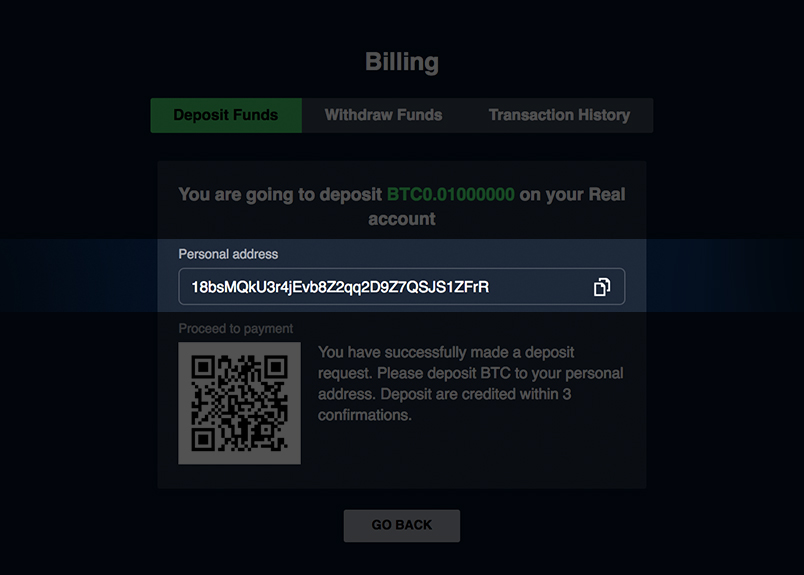 Billing
Deposit Funds
Withdraw Funds
Transaction History
You are going to deposit BTC0.01000000 on your Real
account
Personal address
18bsMQkU3r4jEvb8Z2qq2D9Z7QSJS1ZFrR
Proceed to payment
You have successfully made a deposit
request. Please deposit BTC to your personal
address. Deposit are credited within 3
confirmations.
GO BACK